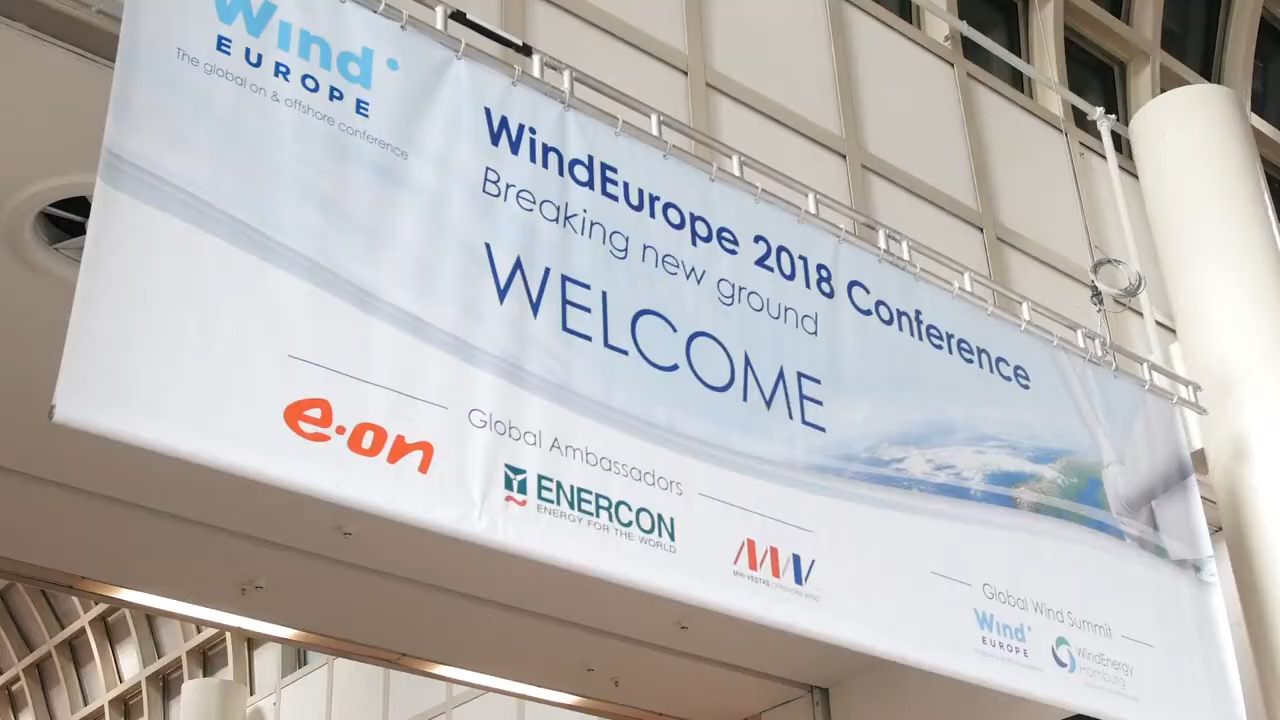 Wind
EUROPE
The global on & offshore conference
WindEurope 2018 Conference
Breaking new ground
WELCOME
Global Ambassadors
e·on
ENERCON
ENERGY FOR THE WORLD
MHI VESTAS OFFSHORE WIND
Global Wind Summit
Wind
EUROPE
WindEnergy
Hamburg